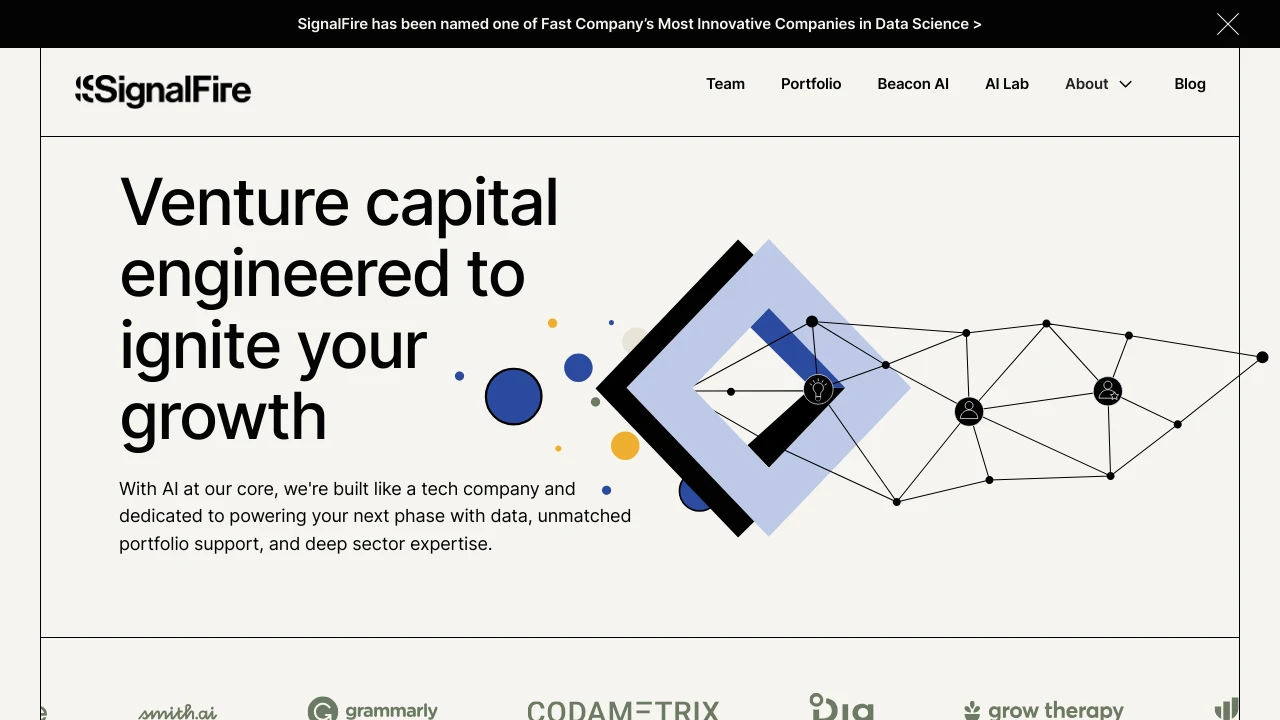 SignalFire has been named one of Fast Company’s Most Innovative Companies in Data Science >
SignalFire
Team
Portfolio
Beacon AI
AI Lab
About
Blog
Venture capital
engineered to
ignite your
growth
With AI at our core, we're built like a tech company and
dedicated to powering your next phase with data, unmatched
portfolio support, and deep sector expertise.
smith.ai
grammarly
CODAMETRIX
grow therapy